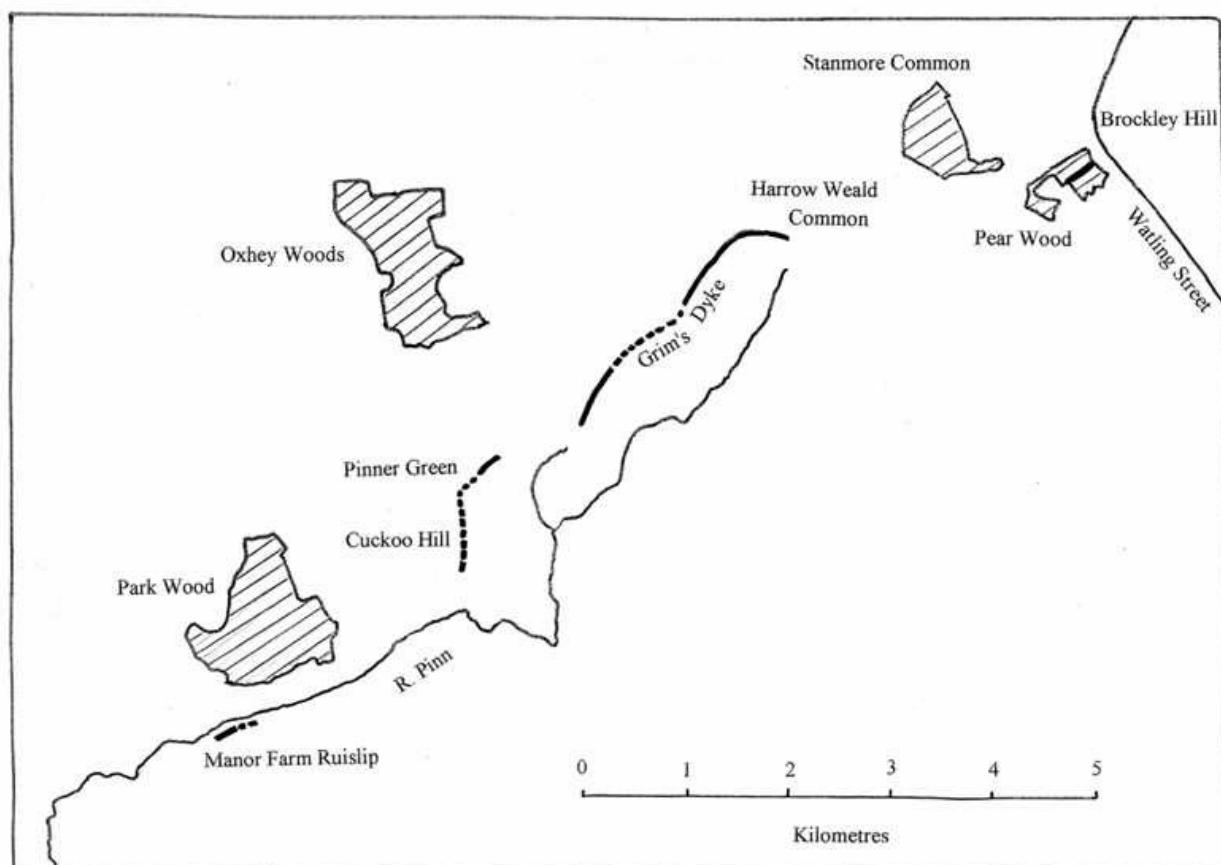 Stanmore Common
Brockley Hill
Harrow Weald
Common
Pear Wood
Watling Street
Oxhey Woods
Grim's Dyke
Pinner Green
Cuckoo Hill
Park Wood
R. Pinn
Manor Farm Ruislip
0 1 2 3 4 5
Kilometres